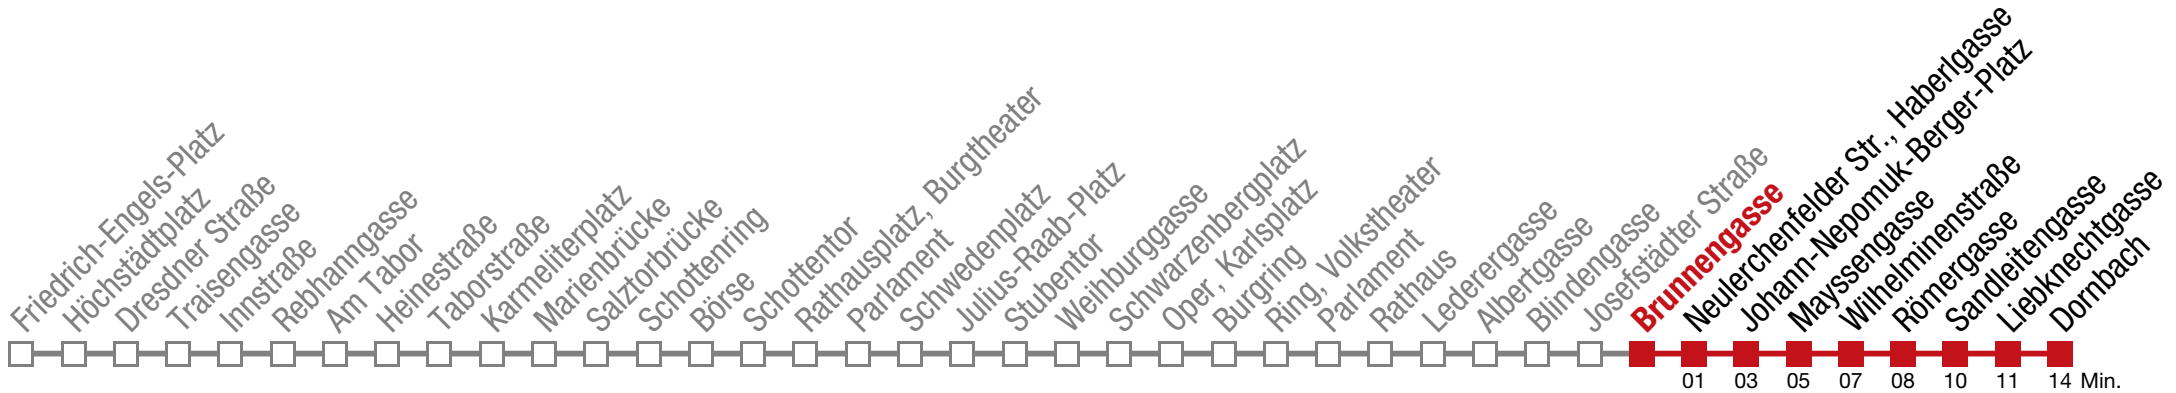 Friedrich-Engels-Platz
Höchstädtplatz
Dresdner Straße
Traisengasse
Innstraße
Rebhanngasse
Am Tabor
Heinestraße
Taborstraße
Karmeliterplatz
Marienbrücke
Salztorbrücke
Schottenring
Börse
Schottentor
Rathausplatz, Burgtheater
Parlament
Schwedenplatz
Julius-Raab-Platz
Stubentor
Weihburggasse
Schwarzenbergplatz
Oper, Karlsplatz
Burgring
Ring, Volkstheater
Parlament
Rathaus
Lederergasse
Albertgasse
Blindengasse
Josefstädter Straße
Brunnengasse
Neulerchenfelder Str., Haberlgasse
Johann-Nepomuk-Berger-Platz
Mayssengasse
Wilhelminenstraße
Römergasse
Sandleitengasse
Liebknechtgasse
Dornbach
01 03 05 07 08 10 11 14 Min.